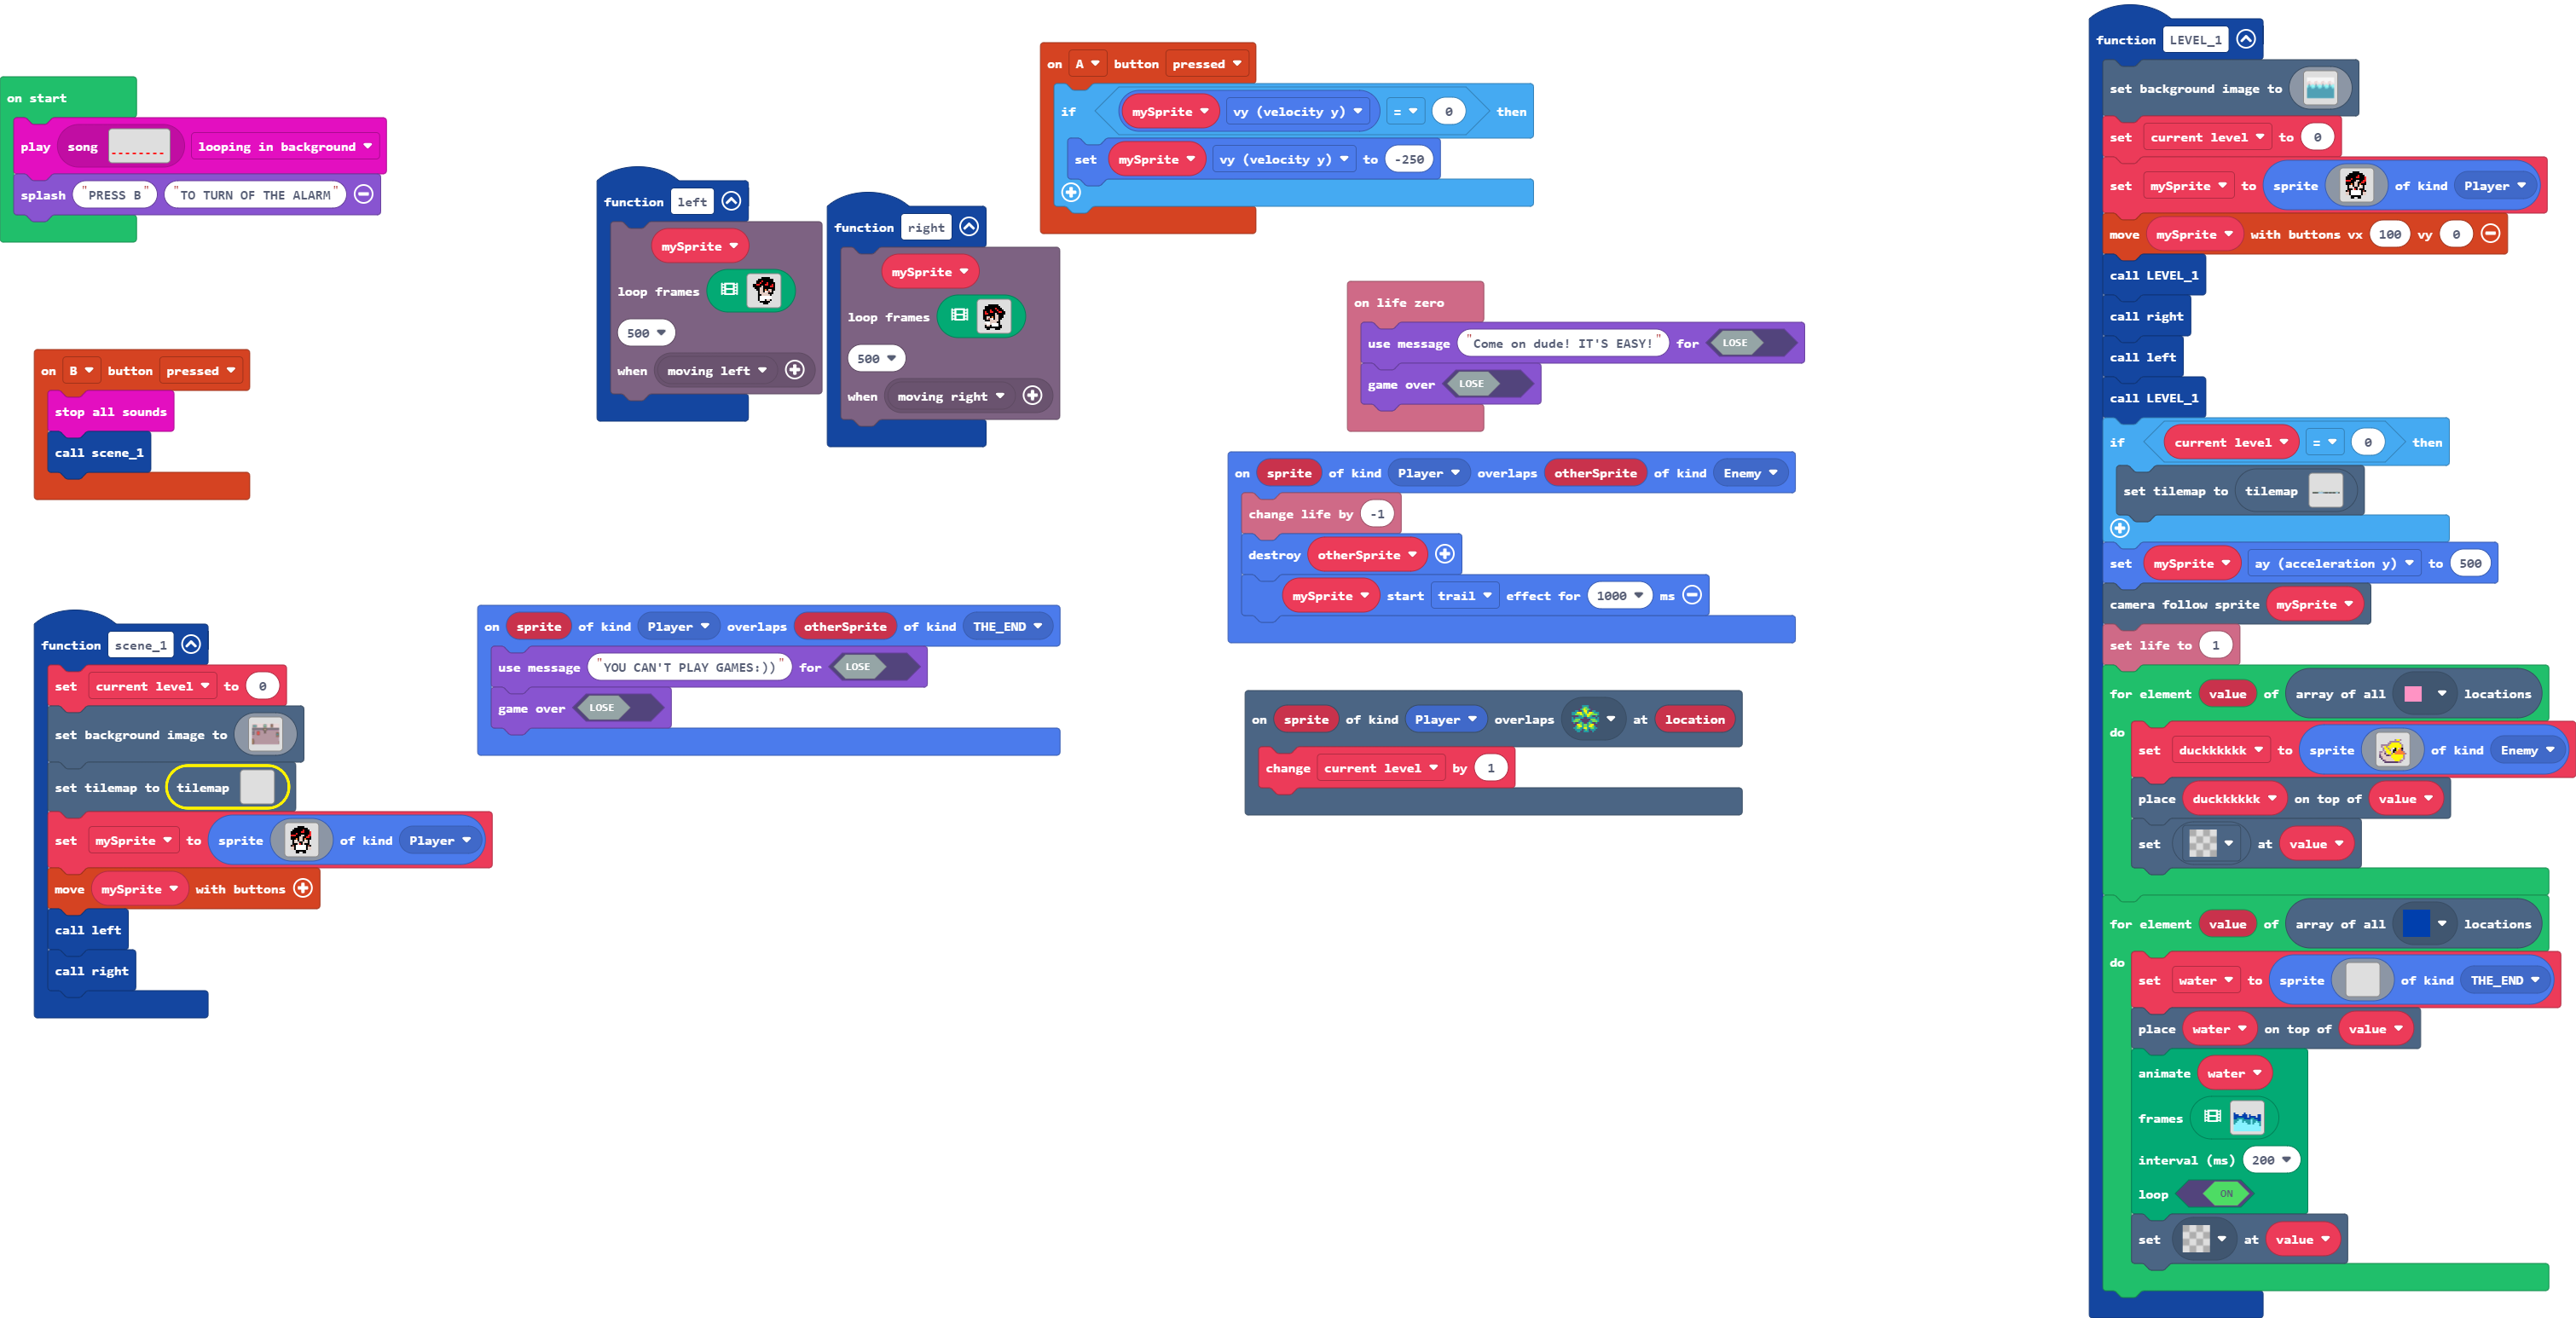 on start
play song looping in background
splash "PRESS B" "TO TURN OF THE ALARM"
on B button pressed
stop all sounds
call scene_1
function scene_1
set current level to 0
set background image to
set tilemap to tilemap
set mySprite to sprite of kind Player
move mySprite with buttons
call left
call right
function left
mySprite
loop frames
500
when moving left
function right
mySprite
loop frames
500
when moving right
on sprite of kind Player overlaps otherSprite of kind THE_END
use message "YOU CAN'T PLAY GAMES:))" for LOSE
game over LOSE
on A button pressed
if mySprite vy (velocity y) = 0 then
set mySprite vy (velocity y) to -250
on life zero
use message "Come on dude! IT'S EASY!" for LOSE
game over LOSE
on sprite of kind Player overlaps otherSprite of kind Enemy
change life by -1
destroy otherSprite
mySprite start trail effect for 1000 ms
on sprite of kind Player overlaps at location
change current level by 1
function LEVEL_1
set background image to
set current level to 0
set mySprite to sprite of kind Player
move mySprite with buttons vx 100 vy 0
call LEVEL_1
call right
call left
call LEVEL_1
if current level = 0 then
set tilemap to tilemap
set mySprite ay (acceleration y) to 500
camera follow sprite mySprite
set life to 1
for element value of array of all locations
do
set duckkkkkk to sprite of kind Enemy
place duckkkkkk on top of value
set at value
for element value of array of all locations
do
set water to sprite of kind THE_END
place water on top of value
animate water
frames
interval (ms) 200
loop ON
set at value